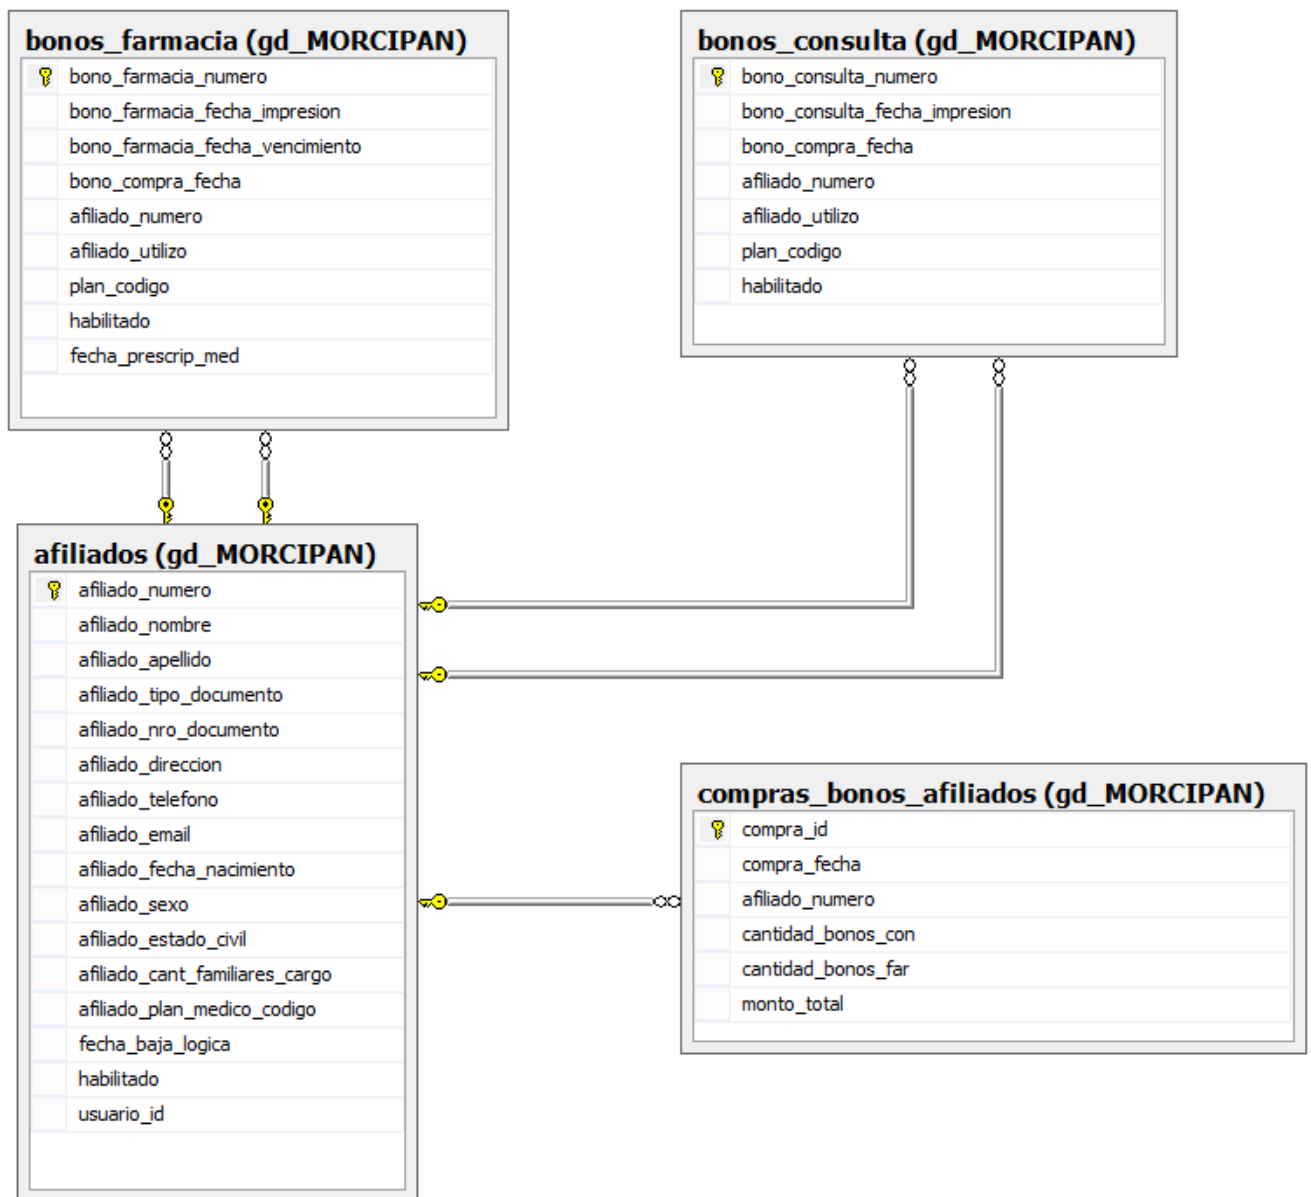 bonos_farmacia (gd_MORCIPAN)
bono_farmacia_numero
bono_farmacia_fecha_impresion
bono_farmacia_fecha_vencimiento
bono_compra_fecha
afiliado_numero
afiliado_utilizo
plan_codigo
habilitado
fecha_prescrip_med
bonos_consulta (gd_MORCIPAN)
bono_consulta_numero
bono_consulta_fecha_impresion
bono_compra_fecha
afiliado_numero
afiliado_utilizo
plan_codigo
habilitado
afiliados (gd_MORCIPAN)
afiliado_numero
afiliado_nombre
afiliado_apellido
afiliado_tipo_documento
afiliado_nro_documento
afiliado_direccion
afiliado_telefono
afiliado_email
afiliado_fecha_nacimiento
afiliado_sexo
afiliado_estado_civil
afiliado_cant_familiares_cargo
afiliado_plan_medico_codigo
fecha_baja_logica
habilitado
usuario_id
compras_bonos_afiliados (gd_MORCIPAN)
compra_id
compra_fecha
afiliado_numero
cantidad_bonos_con
cantidad_bonos_far
monto_total